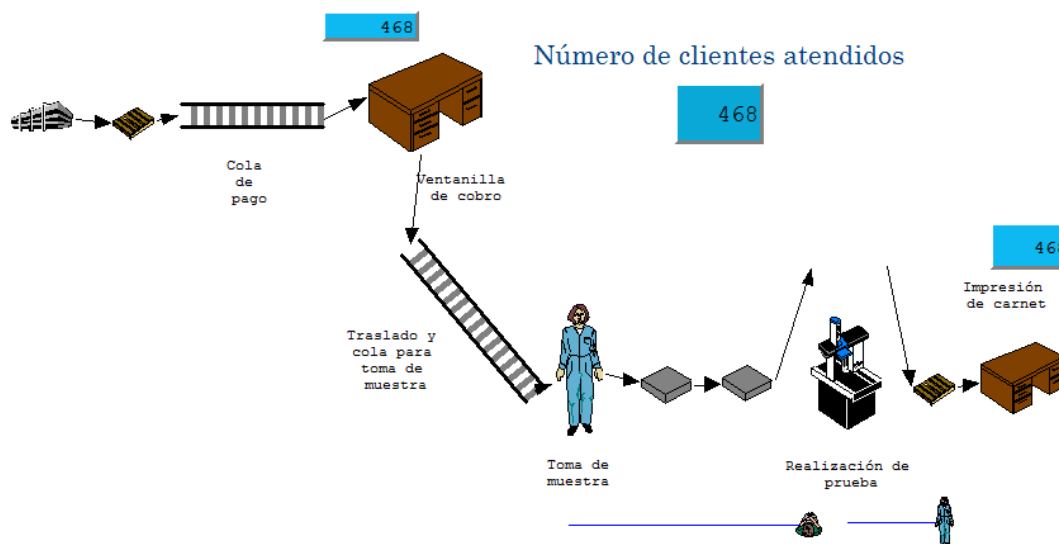 468
Número de clientes atendidos
468
Cola
de
pago
Ventanilla
de cobro
Impresión
de carnet
Traslado y
cola para
toma de
muestra
Toma de
muestra
Realización de
prueba